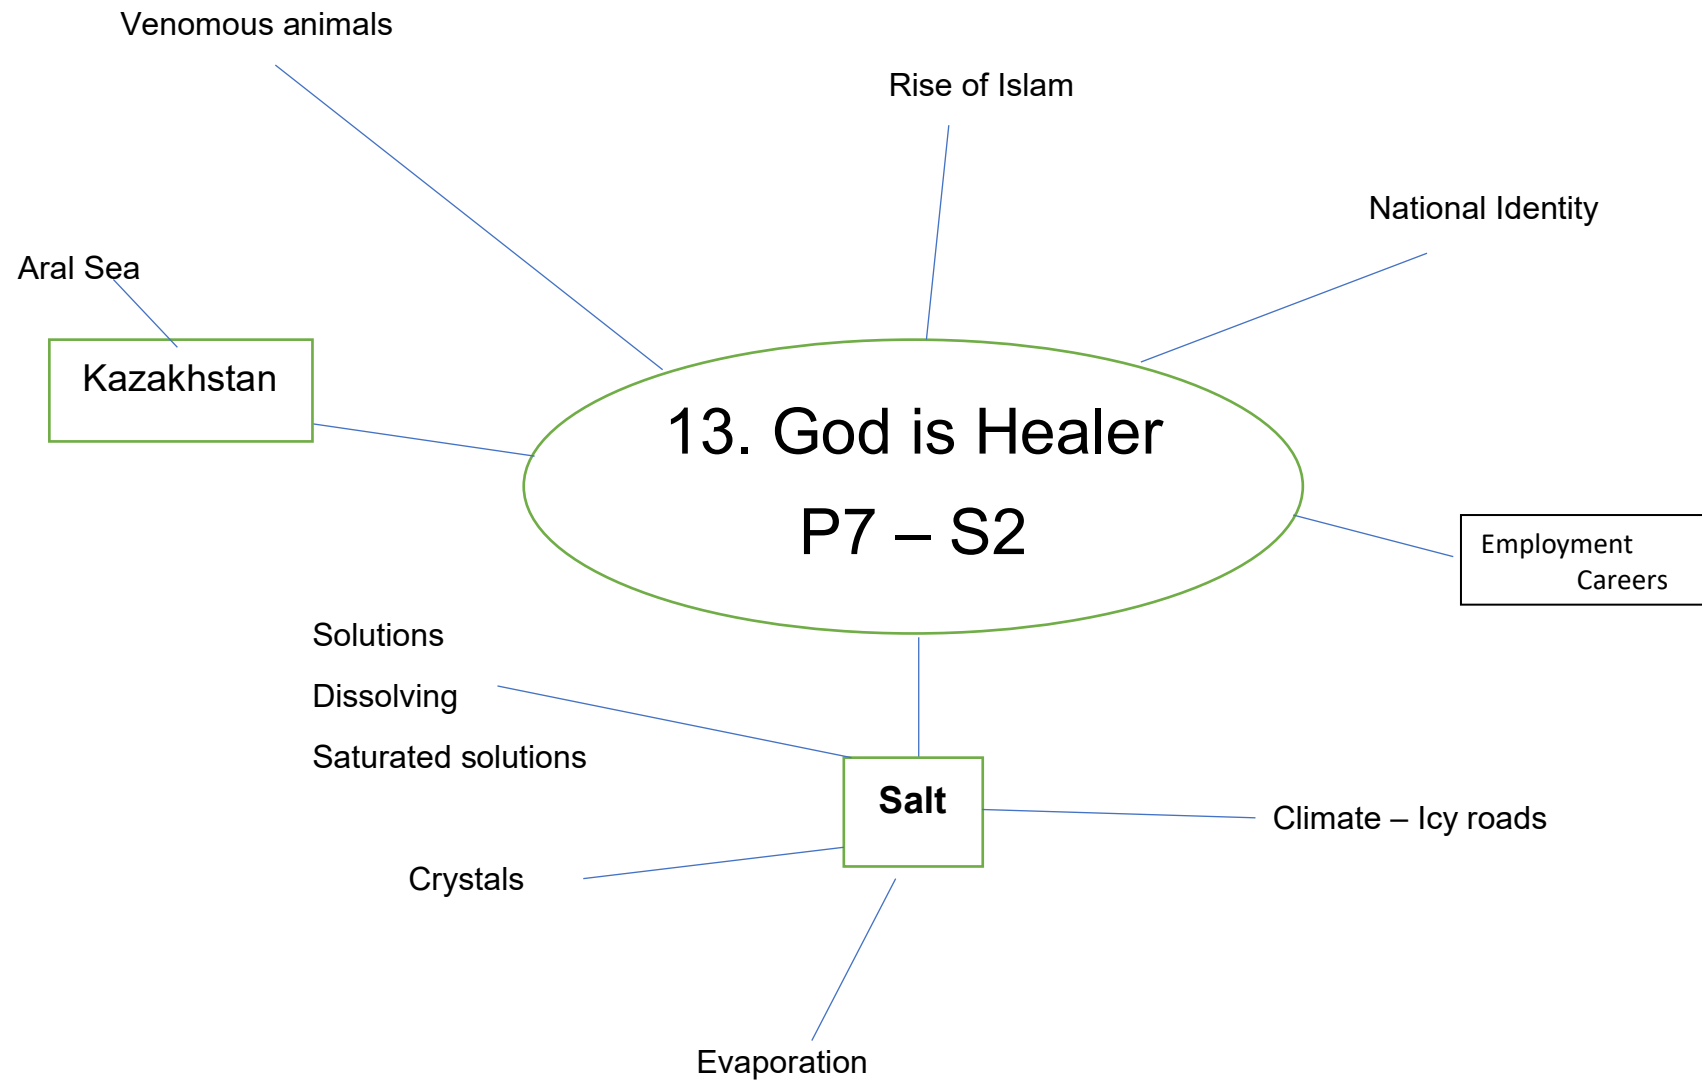 Venomous animals
Rise of Islam
National Identity
Aral Sea
Kazakhstan
13. God is Healer
P7 – S2
Employment
Careers
Solutions
Dissolving
Saturated solutions
Salt
Climate – Icy roads
Crystals
Evaporation